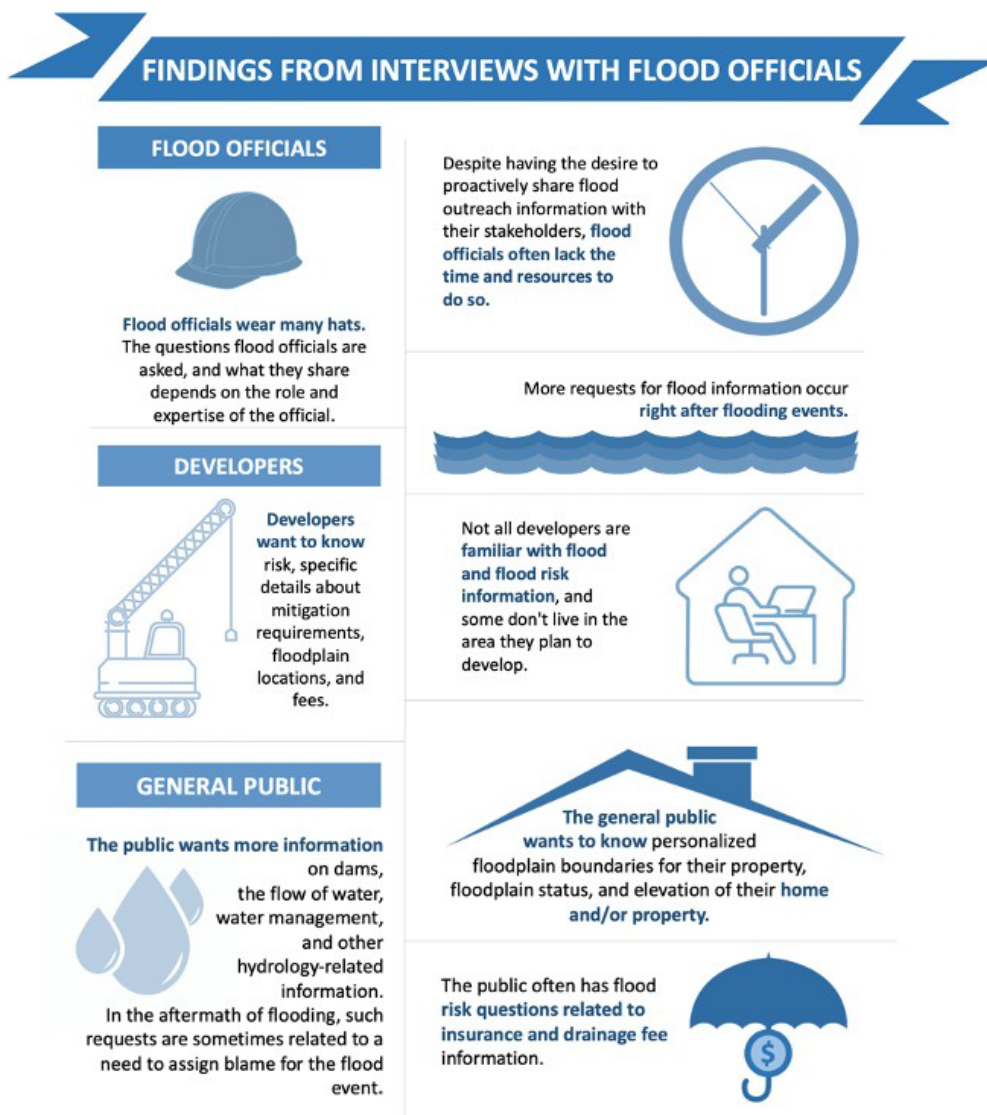 FINDINGS FROM INTERVIEWS WITH FLOOD OFFICIALS
FLOOD OFFICIALS
Flood officials wear many hats.
The questions flood officials are
asked, and what they share
depends on the role and
expertise of the official.
Despite having the desire to
proactively share flood
outreach information with
their stakeholders, flood
officials often lack the
time and resources to
do so.
More requests for flood information occur
right after flooding events.
DEVELOPERS
Developers
want to know
risk, specific
details about
mitigation
requirements,
floodplain
locations, and
fees.
Not all developers are
familiar with flood
and flood risk
information, and
some don't live in the
area they plan to
develop.
GENERAL PUBLIC
The public wants more information
on dams,
the flow of water,
water management,
and other
hydrology-related
information.
In the aftermath of flooding, such
requests are sometimes related to a
need to assign blame for the flood
event.
The general public
wants to know personalized
floodplain boundaries for their property,
floodplain status, and elevation of their home
and/or property.
The public often has flood
risk questions related to
insurance and drainage fee
information.
$